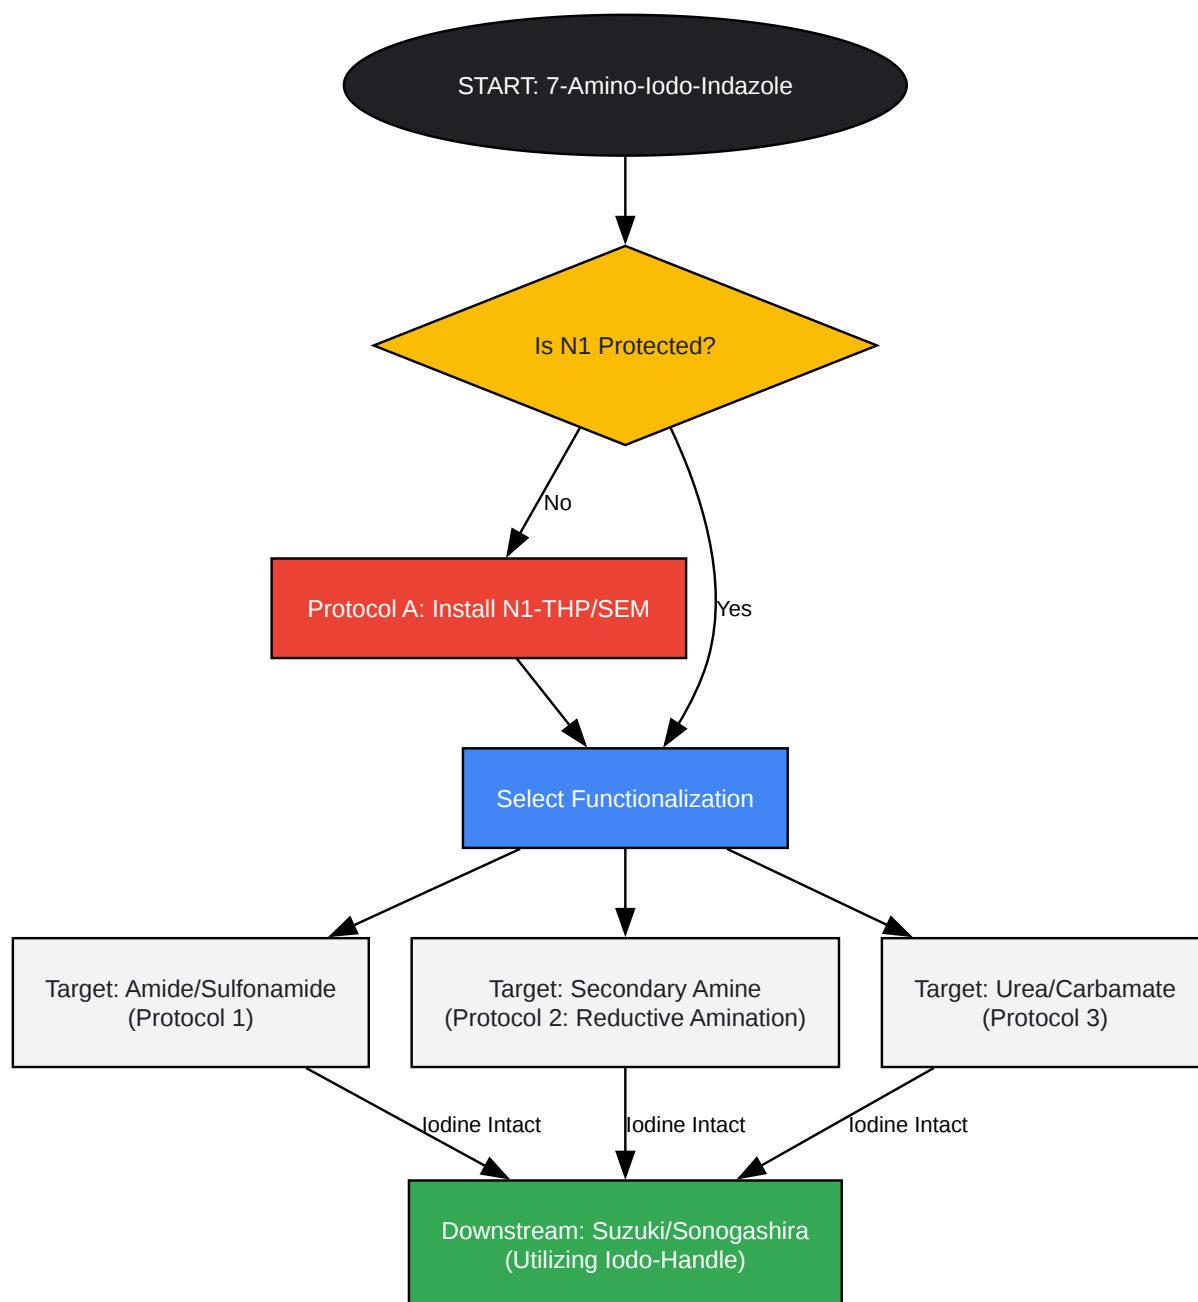 START: 7-Amino-Iodo-Indazole
Is N1 Protected?
No
Protocol A: Install N1-THP/SEM
Yes
Select Functionalization
Target: Amide/Sulfonamide
(Protocol 1)
Target: Secondary Amine
(Protocol 2: Reductive Amination)
Target: Urea/Carbamate
(Protocol 3)
Iodine Intact
Iodine Intact
Iodine Intact
Downstream: Suzuki/Sonogashira
(Utilizing Iodo-Handle)